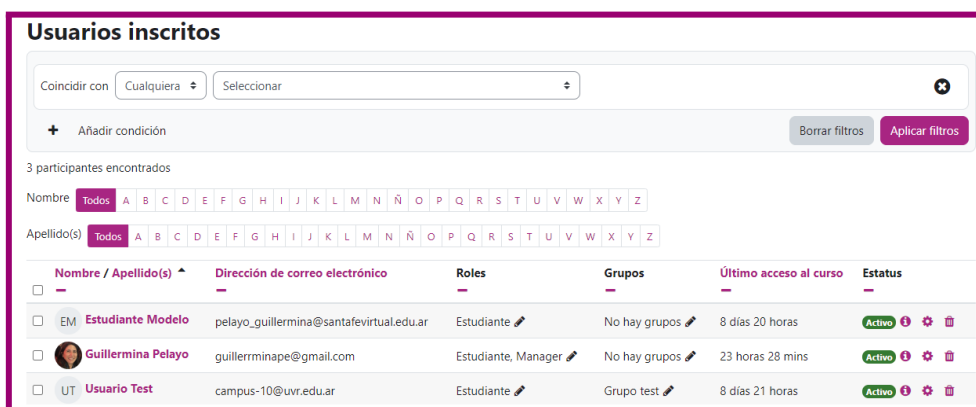 Usuarios inscritos
Coincidir con Cualquiera Seleccionar
Añadir condición Borrar filtros Aplicar filtros
3 participantes encontrados
Nombre Todos A B C D E F G H I J K L M N Ñ O P Q R S T U V W X Y Z
Apellido(s) Todos A B C D E F G H I J K L M N Ñ O P Q R S T U V W X Y Z
Nombre / Apellido(s) Dirección de correo electrónico Roles Grupos Último acceso al curso Estatus
EM Estudiante Modelo pelayo_guillermina@santafevirtual.edu.ar Estudiante No hay grupos 8 días 20 horas Activo
Guillermina Pelayo guillerrminape@gmail.com Estudiante, Manager No hay grupos 23 horas 28 mins Activo
UT Usuario Test campus-10@uvr.edu.ar Estudiante Grupo test 8 días 21 horas Activo